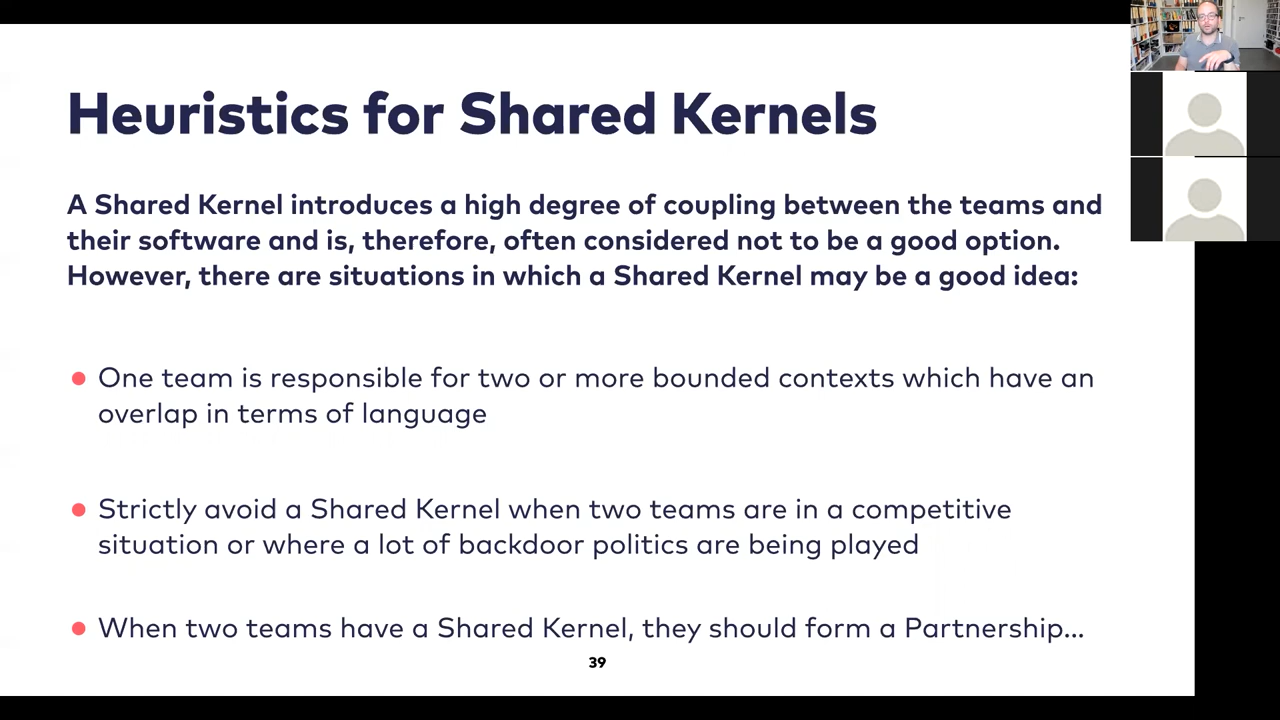 Heuristics for Shared Kernels
A Shared Kernel introduces a high degree of coupling between the teams and
their software and is, therefore, often considered not to be a good option.
However, there are situations in which a Shared Kernel may be a good idea:
One team is responsible for two or more bounded contexts which have an
overlap in terms of language
Strictly avoid a Shared Kernel when two teams are in a competitive
situation or where a lot of backdoor politics are being played
When two teams have a Shared Kernel, they should form a Partnership...
39